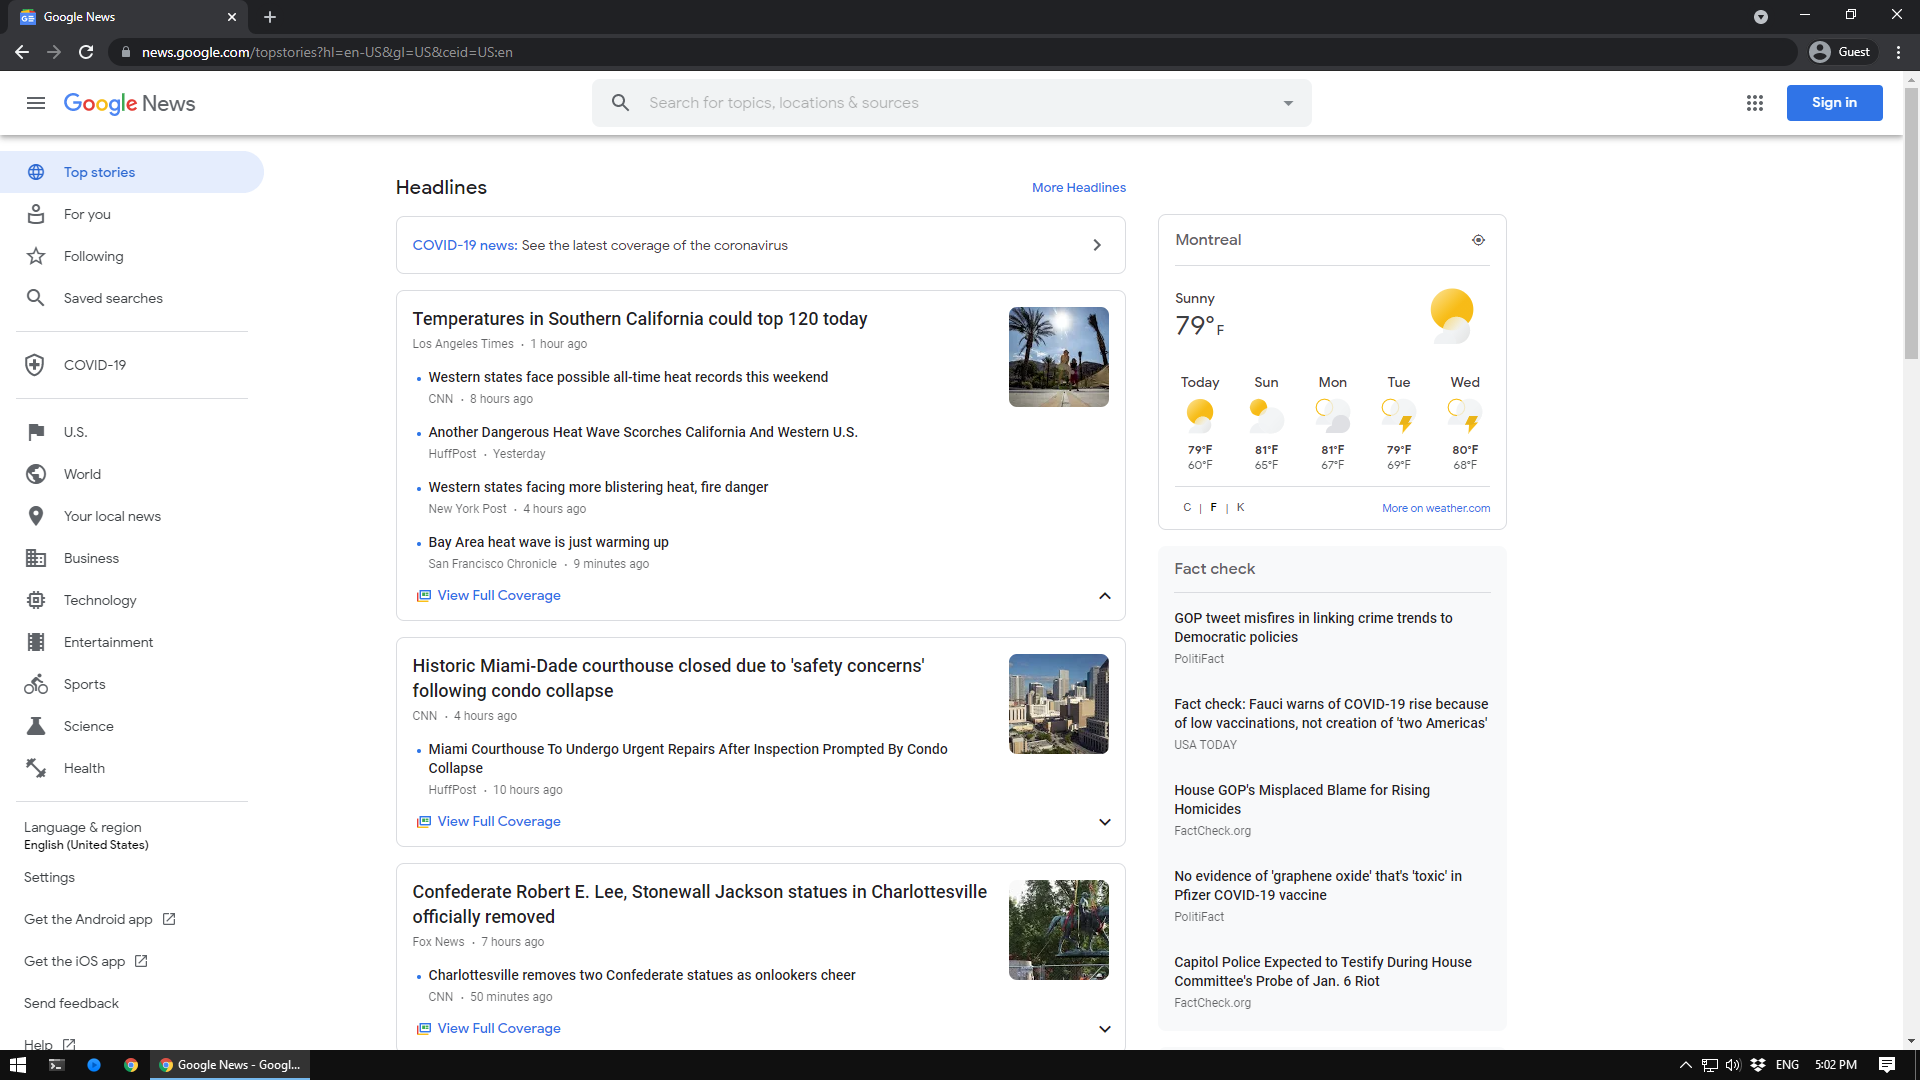 Google News
news.google.com/topstories?hl=en-US&gl=US&ceid=US:en
Guest
Google News
Search for topics, locations & sources
Sign in
Top stories
For you
Following
Saved searches
COVID-19
U.S.
World
Your local news
Business
Technology
Entertainment
Sports
Science
Health
Language & region
English (United States)
Settings
Get the Android app
Get the iOS app
Send feedback
Help
Headlines
More Headlines
COVID-19 news: See the latest coverage of the coronavirus
Temperatures in Southern California could top 120 today
Los Angeles Times · 1 hour ago
Western states face possible all-time heat records this weekend
CNN · 8 hours ago
Another Dangerous Heat Wave Scorches California And Western U.S.
HuffPost · Yesterday
Western states facing more blistering heat, fire danger
New York Post · 4 hours ago
Bay Area heat wave is just warming up
San Francisco Chronicle · 9 minutes ago
View Full Coverage
Historic Miami-Dade courthouse closed due to 'safety concerns'
following condo collapse
CNN · 4 hours ago
Miami Courthouse To Undergo Urgent Repairs After Inspection Prompted By Condo
Collapse
HuffPost · 10 hours ago
View Full Coverage
Confederate Robert E. Lee, Stonewall Jackson statues in Charlottesville
officially removed
Fox News · 7 hours ago
Charlottesville removes two Confederate statues as onlookers cheer
CNN · 50 minutes ago
View Full Coverage
Montreal
Sunny
79°F
Today Sun Mon Tue Wed
79°F 81°F 81°F 79°F 80°F
60°F 65°F 67°F 69°F 68°F
C | F | K
More on weather.com
Fact check
GOP tweet misfires in linking crime trends to
Democratic policies
PolitiFact
Fact check: Fauci warns of COVID-19 rise because
of low vaccinations, not creation of 'two Americas'
USA TODAY
House GOP's Misplaced Blame for Rising
Homicides
FactCheck.org
No evidence of 'graphene oxide' that's 'toxic' in
Pfizer COVID-19 vaccine
PolitiFact
Capitol Police Expected to Testify During House
Committee's Probe of Jan. 6 Riot
FactCheck.org
Google News - Googl...
ENG
5:02 PM